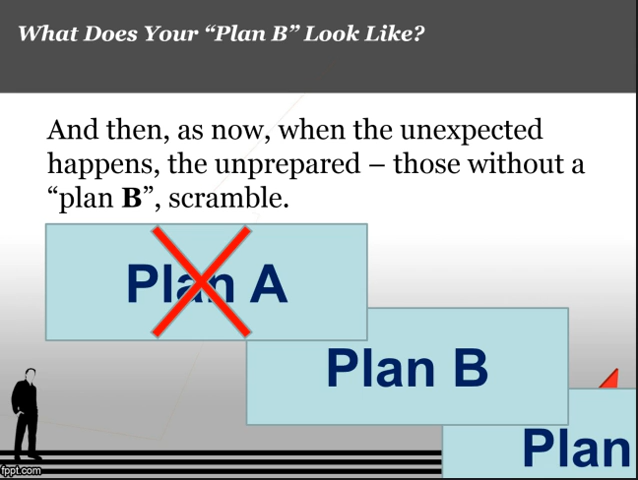 What Does Your “Plan B” Look Like?
And then, as now, when the unexpected
happens, the unprepared – those without a
“plan B”, scramble.
Plan A
Plan B
Plan
fppt.com